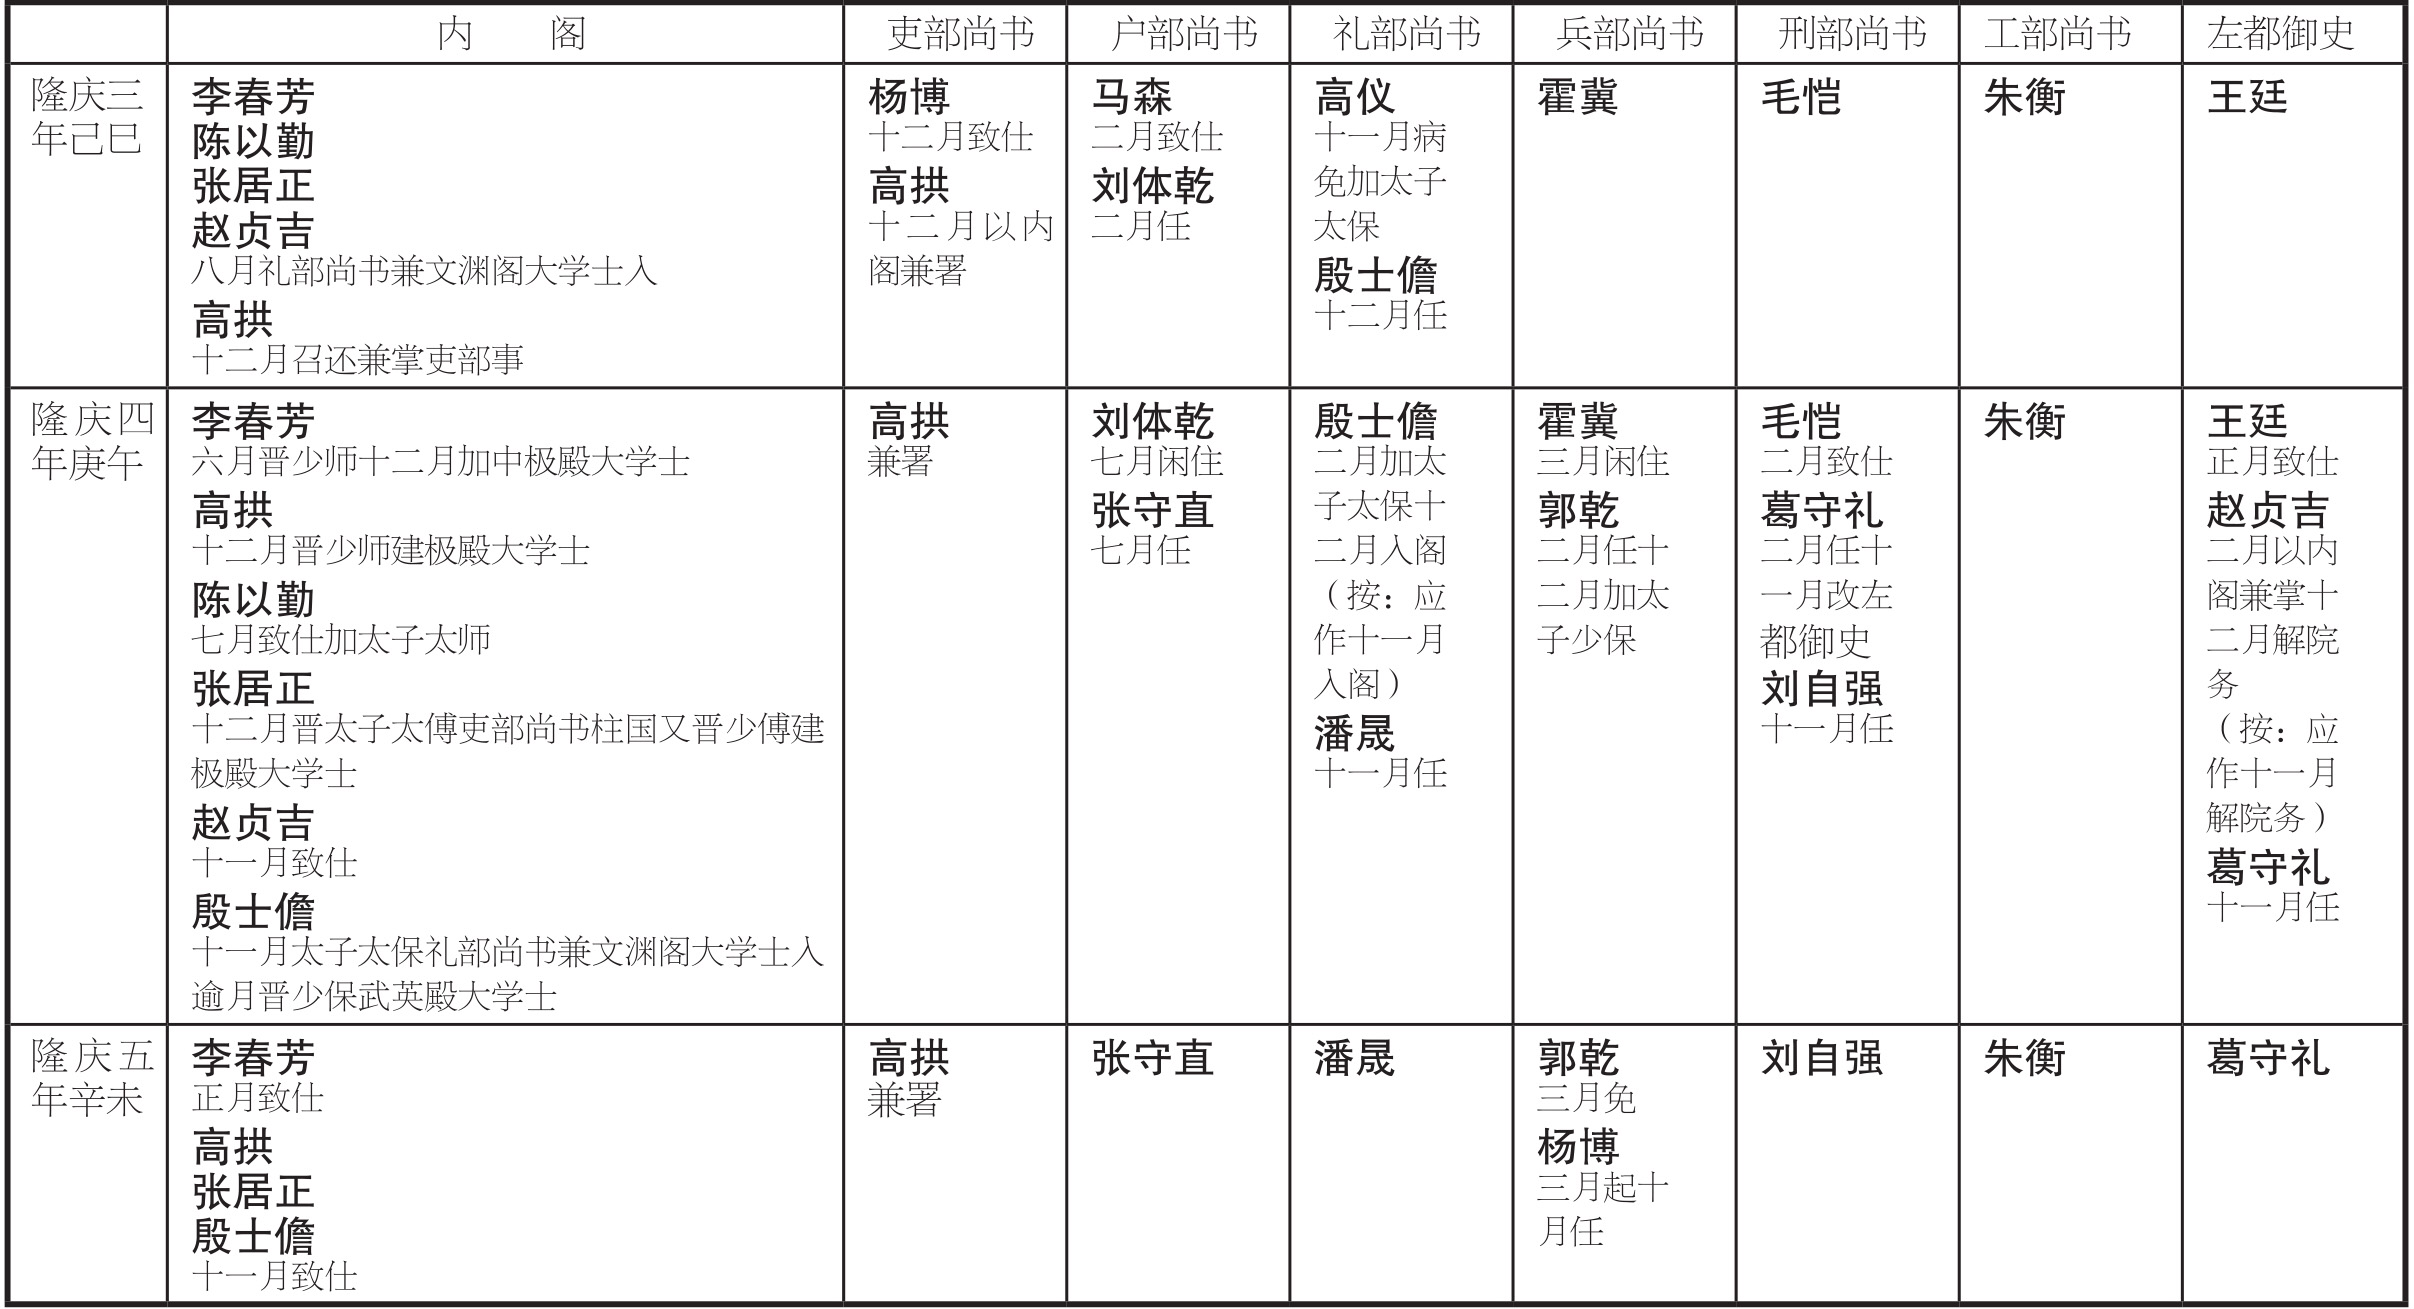 内　　阁
吏部尚书
户部尚书
礼部尚书
兵部尚书
刑部尚书
工部尚书
左都御史
隆庆三
年己巳
李春芳
陈以勤
张居正
赵贞吉
八月礼部尚书兼文渊阁大学士入
高拱
十二月召还兼掌吏部事
杨博
十二月致仕
高拱
十二月以内
阁兼署
马森
二月致仕
刘体乾
二月任
高仪
十一月病
免加太子
太保
殷士儋
十二月任
霍冀
毛恺
朱衡
王廷
隆庆四
年庚午
李春芳
六月晋少师十二月加中极殿大学士
高拱
十二月晋少师建极殿大学士
陈以勤
七月致仕加太子太师
张居正
十二月晋太子太傅吏部尚书柱国又晋少傅建
极殿大学士
赵贞吉
十一月致仕
殷士儋
十一月太子太保礼部尚书兼文渊阁大学士入
逾月晋少保武英殿大学士
高拱
兼署
刘体乾
七月闲住
张守直
七月任
殷士儋
二月加太
子太保十
二月入阁
（按：应
作十一月
入阁）
潘晟
十一月任
霍冀
三月闲住
郭乾
二月任十
二月加太
子少保
毛恺
二月致仕
葛守礼
二月任十
一月改左
都御史
刘自强
十一月任
朱衡
王廷
正月致仕
赵贞吉
二月以内
阁兼掌十
二月解院
务
（按：应
作十一月
解院务）
葛守礼
十一月任
隆庆五
年辛未
李春芳
正月致仕
高拱
张居正
殷士儋
十一月致仕
高拱
兼署
张守直
潘晟
郭乾
三月免
杨博
三月起十
月任
刘自强
朱衡
葛守礼